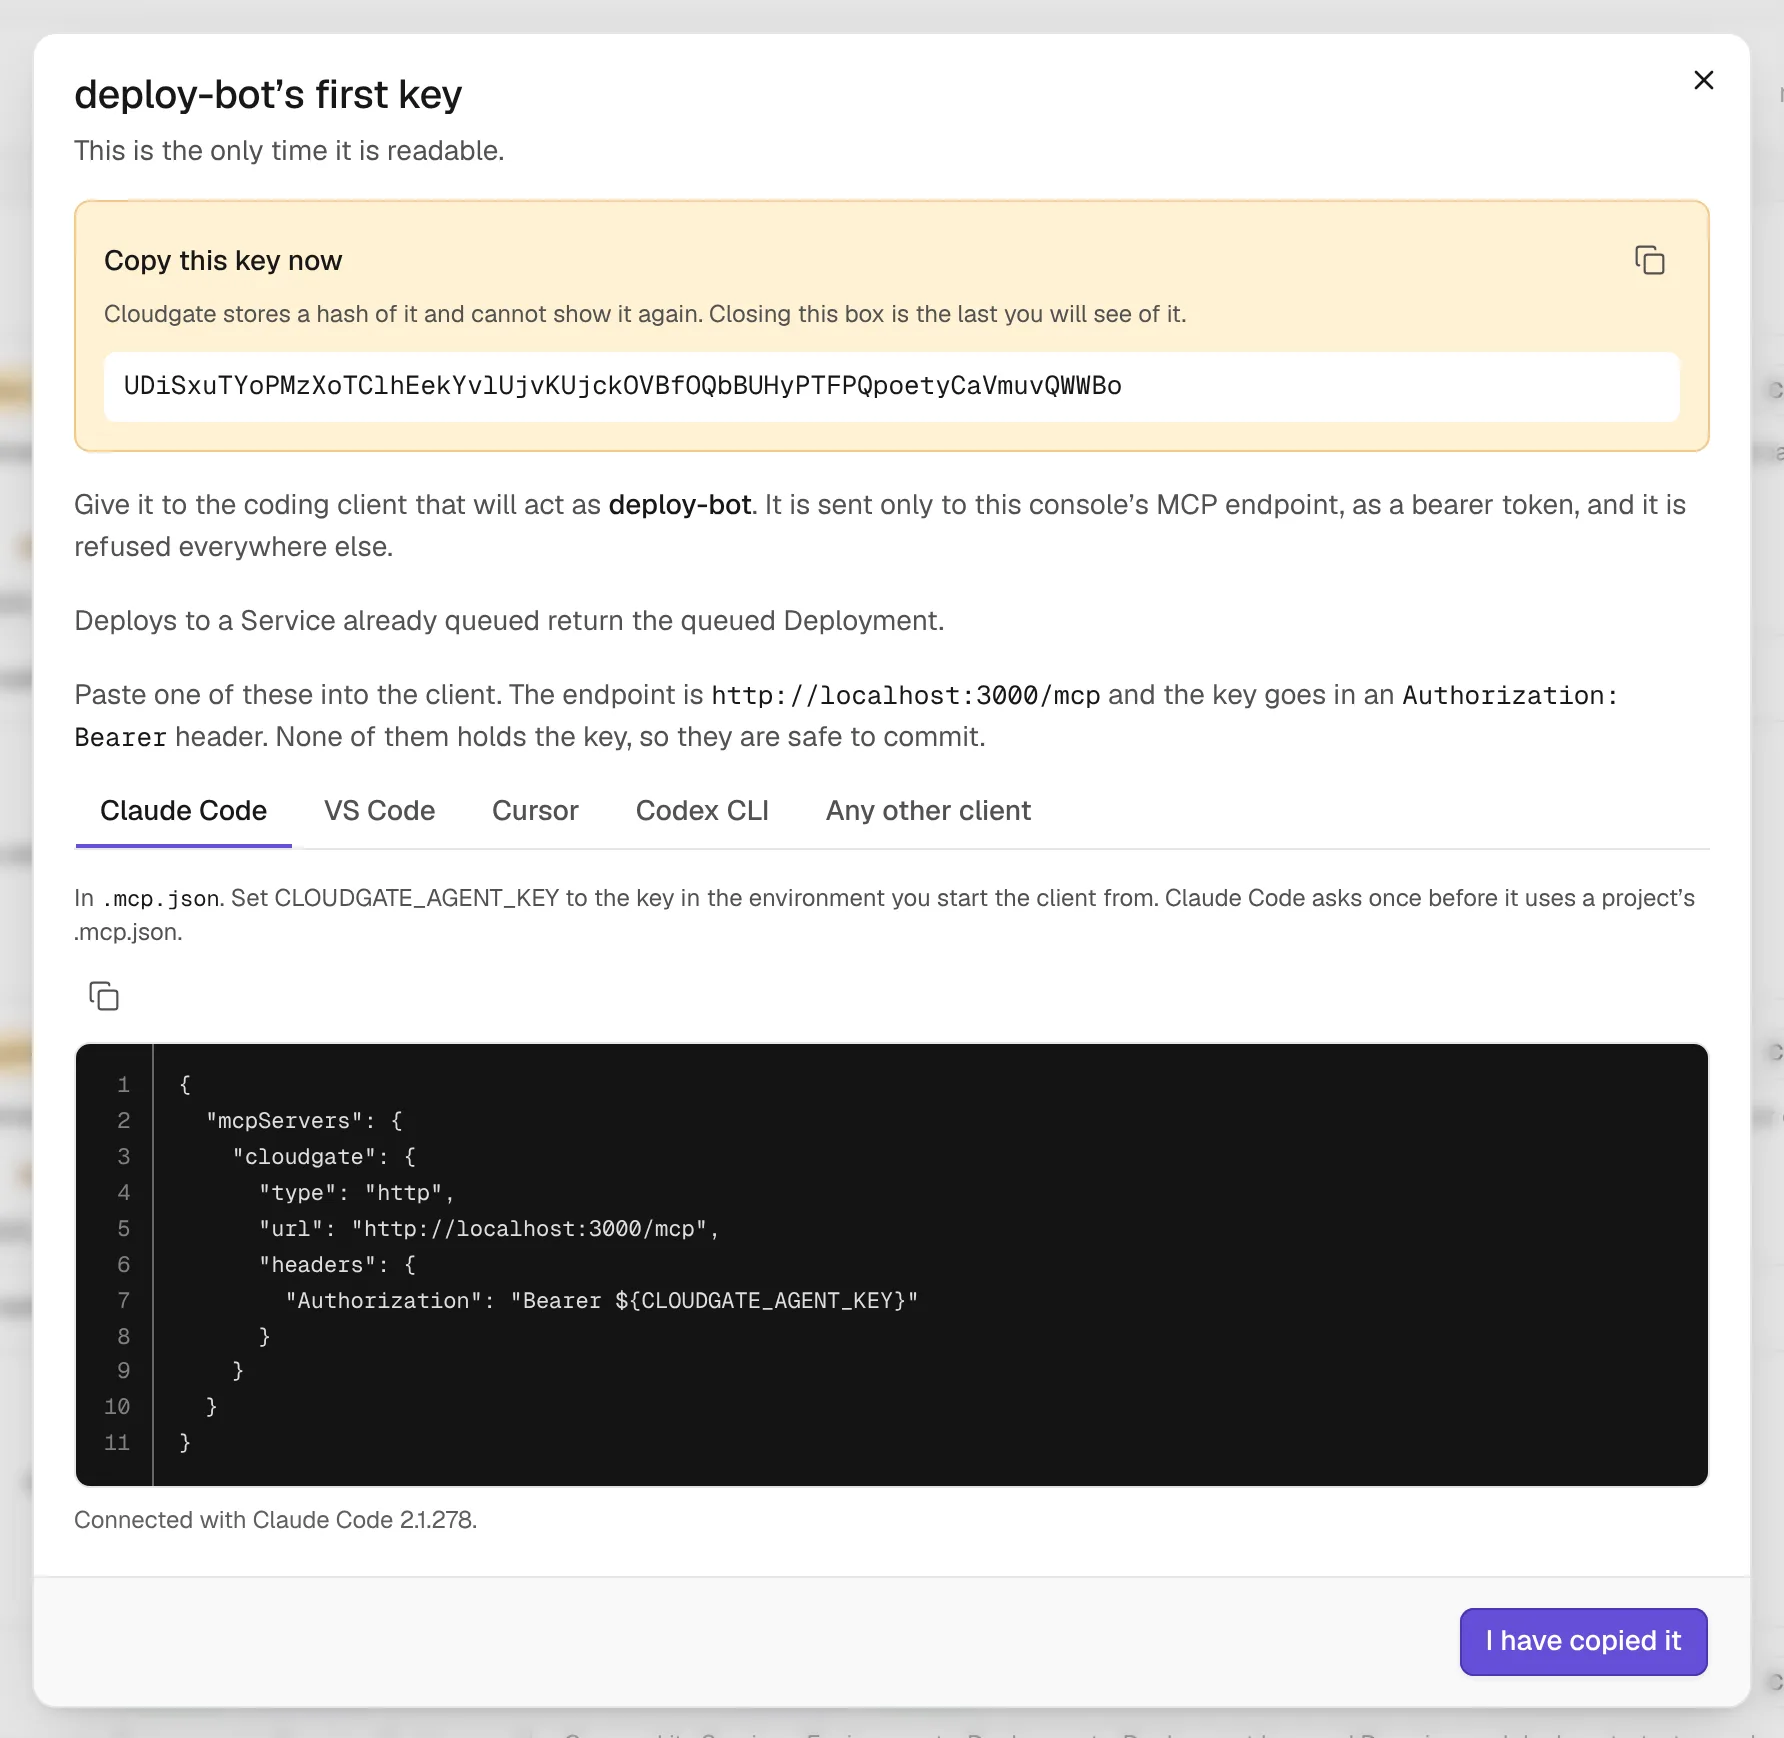 deploy-bot’s first key
This is the only time it is readable.
Copy this key now
Cloudgate stores a hash of it and cannot show it again. Closing this box is the last you will see of it.
UDiSxuTYoPMzXoTClhEekYvlUjvKUjckOVBfOQbBUHyPTFPQpoetyCaVmuvQWWBo
Give it to the coding client that will act as deploy-bot. It is sent only to this console’s MCP endpoint, as a bearer token, and it is
refused everywhere else.
Deploys to a Service already queued return the queued Deployment.
Paste one of these into the client. The endpoint is http://localhost:3000/mcp and the key goes in an Authorization:
Bearer header. None of them holds the key, so they are safe to commit.
Claude Code VS Code Cursor Codex CLI Any other client
In .mcp.json. Set CLOUDGATE_AGENT_KEY to the key in the environment you start the client from. Claude Code asks once before it uses a project’s
.mcp.json.
1 {
2   "mcpServers": {
3     "cloudgate": {
4       "type": "http",
5       "url": "http://localhost:3000/mcp",
6       "headers": {
7         "Authorization": "Bearer ${CLOUDGATE_AGENT_KEY}"
8       }
9     }
10   }
11 }
Connected with Claude Code 2.1.278.
I have copied it